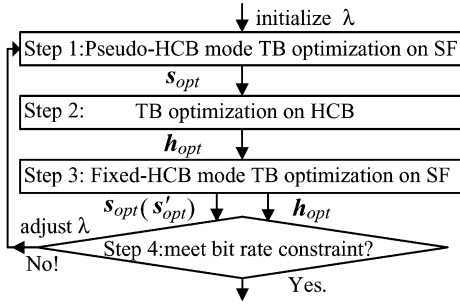 initialize λ
Step 1:Pseudo-HCB mode TB optimization on SF
s_opt
Step 2: TB optimization on HCB
h_opt
Step 3: Fixed-HCB mode TB optimization on SF
s_opt(s'_opt) h_opt
adjust λ
Step 4:meet bit rate constraint?
No!
Yes.